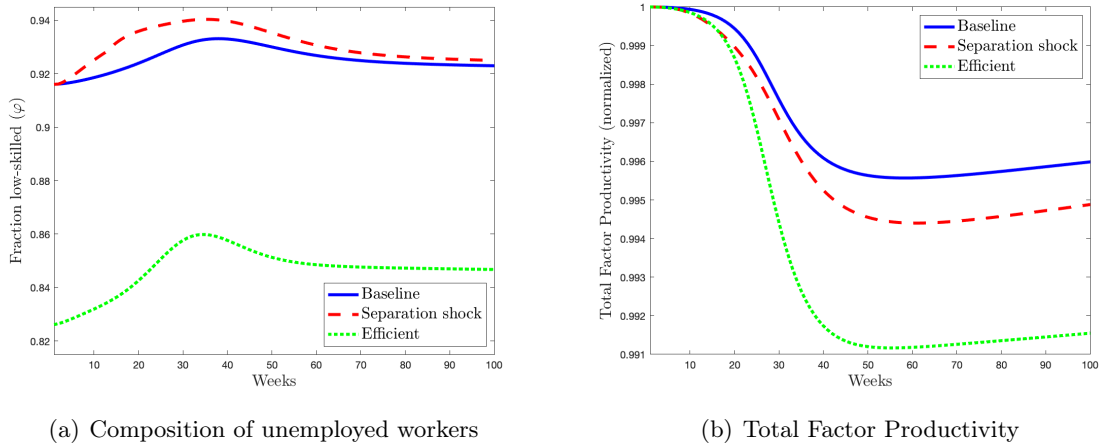 Fraction low-skilled (φ)
0.94
0.92
0.9
0.88
0.86
0.84
0.82
10 20 30 40 50 60 70 80 90 100
Weeks
Baseline
Separation shock
Efficient
(a) Composition of unemployed workers
Total Factor Productivity (normalized)
1
0.999
0.998
0.997
0.996
0.995
0.994
0.993
0.992
0.991
0 10 20 30 40 50 60 70 80 90 100
Weeks
Baseline
Separation shock
Efficient
(b) Total Factor Productivity